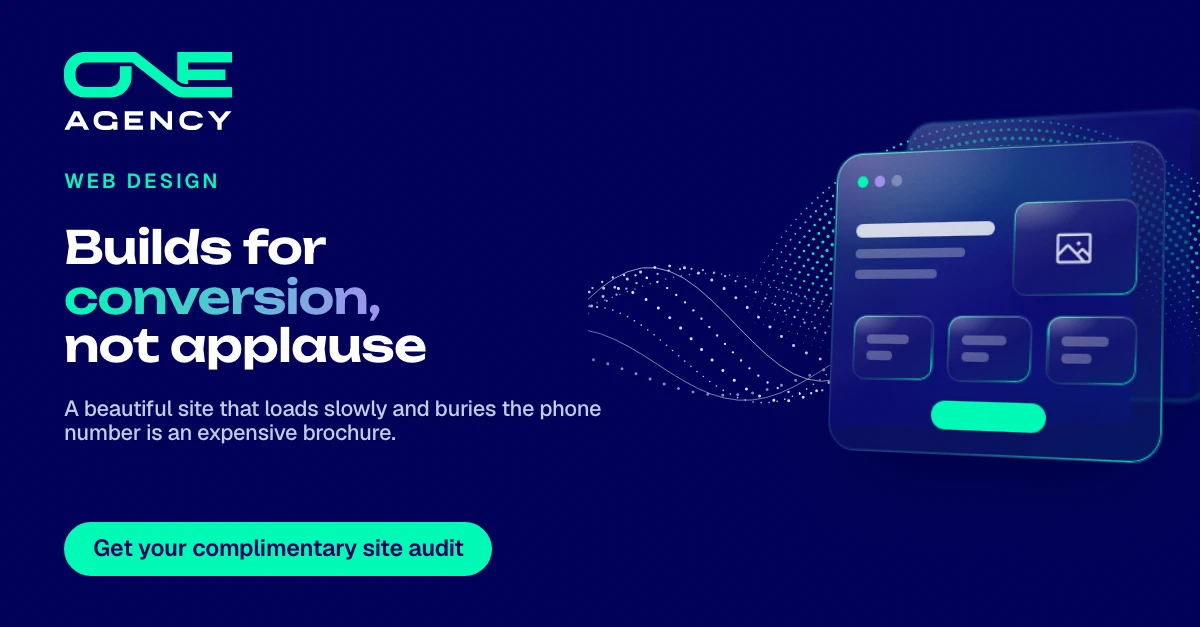 ONE
AGENCY
WEB DESIGN
Builds for
conversion,
not applause
A beautiful site that loads slowly and buries the phone
number is an expensive brochure.
Get your complimentary site audit